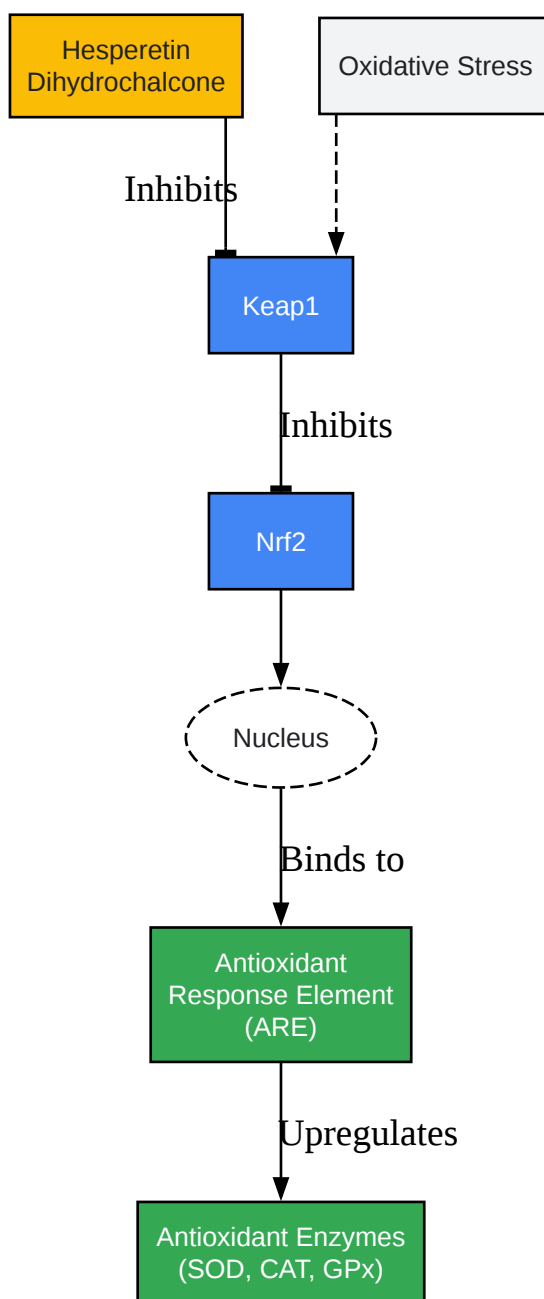 Hesperetin
Dihydrochalcone
Oxidative Stress
Inhibits
Keap1
Inhibits
Nrf2
Nucleus
Binds to
Antioxidant
Response Element
(ARE)
Upregulates
Antioxidant Enzymes
(SOD, CAT, GPx)